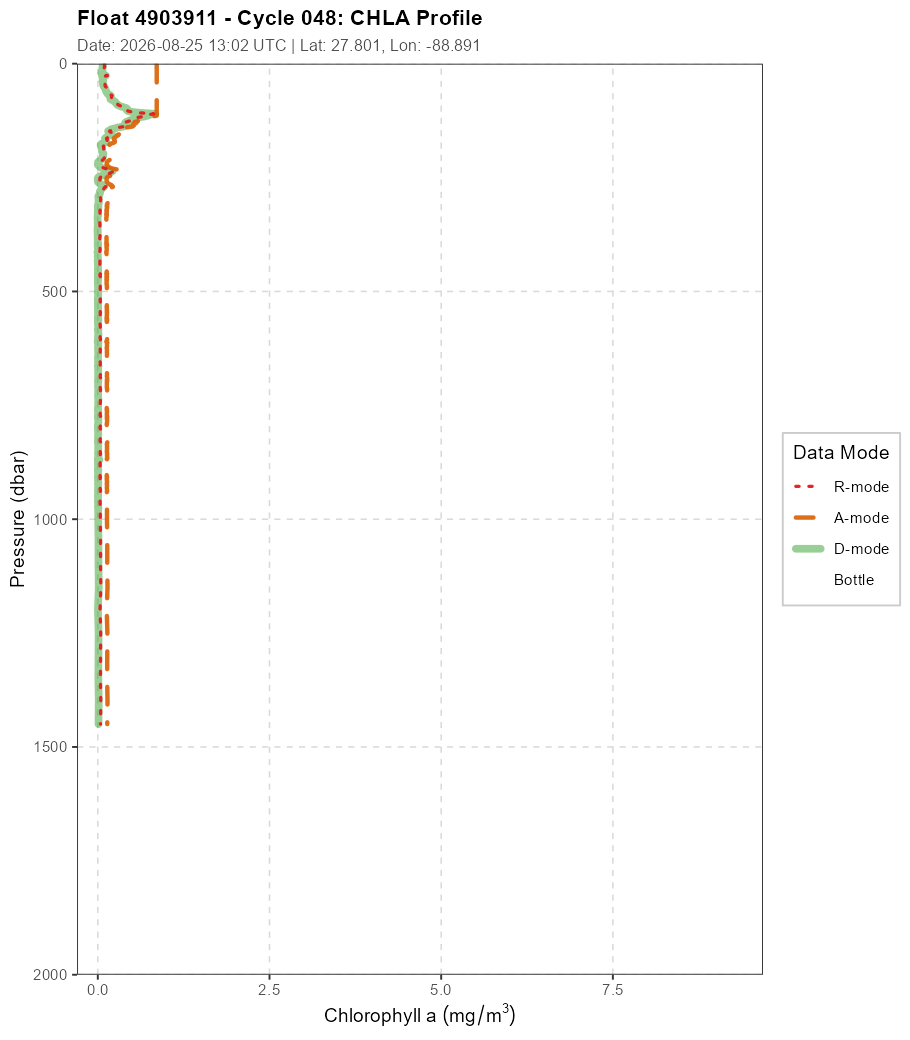 Float 4903911 - Cycle 048: CHLA Profile
Date: 2026-08-25 13:02 UTC | Lat: 27.801, Lon: -88.891
0
500
1000
1500
2000
Pressure (dbar)
0.0 2.5 5.0 7.5
Chlorophyll a (mg/m³)
Data Mode
R-mode
A-mode
D-mode
Bottle